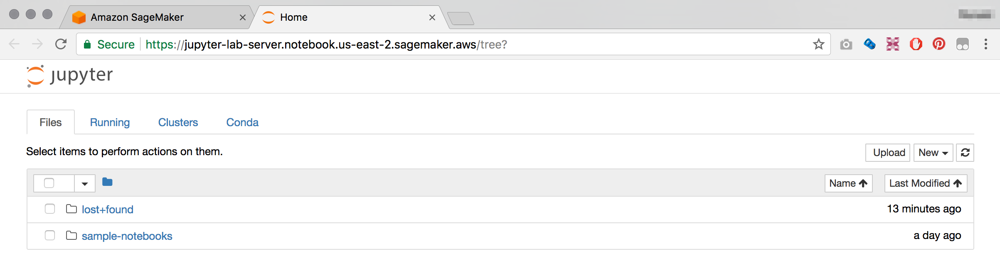 Amazon SageMaker
Home
Secure https://jupyter-lab-server.notebook.us-east-2.sagemaker.aws/tree?
jupyter
Files Running Clusters Conda
Select items to perform actions on them.
Upload New
Name Last Modified
lost+found 13 minutes ago
sample-notebooks a day ago